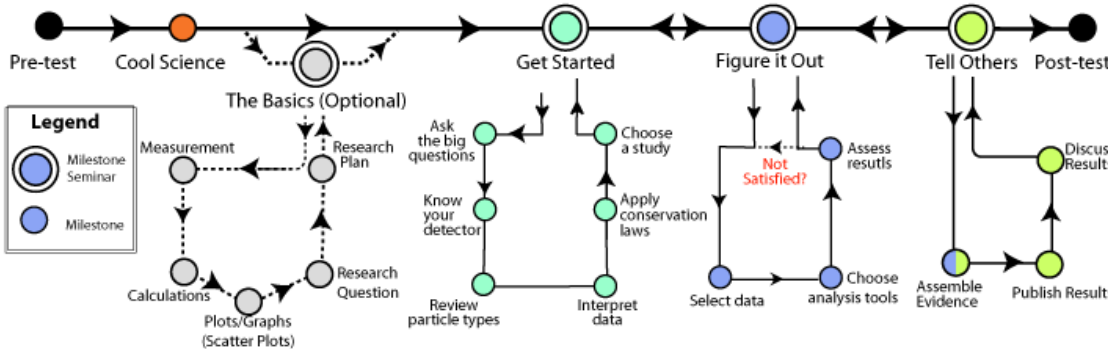 Pre-test
Cool Science
The Basics (Optional)
Get Started
Figure it Out
Tell Others
Post-test
Legend
Milestone
Seminar
Milestone
Measurement
Research
Plan
Calculations
Plots/Graphs
(Scatter Plots)
Research
Question
Ask
the big
questions
Choose
a study
Know
your
detector
Apply
conservation
laws
Review
particle types
Interpret
data
Not
Satisfied?
Assess
resutls
Select data
Choose
analysis tools
Discus
Results
Assemble
Evidence
Publish Result